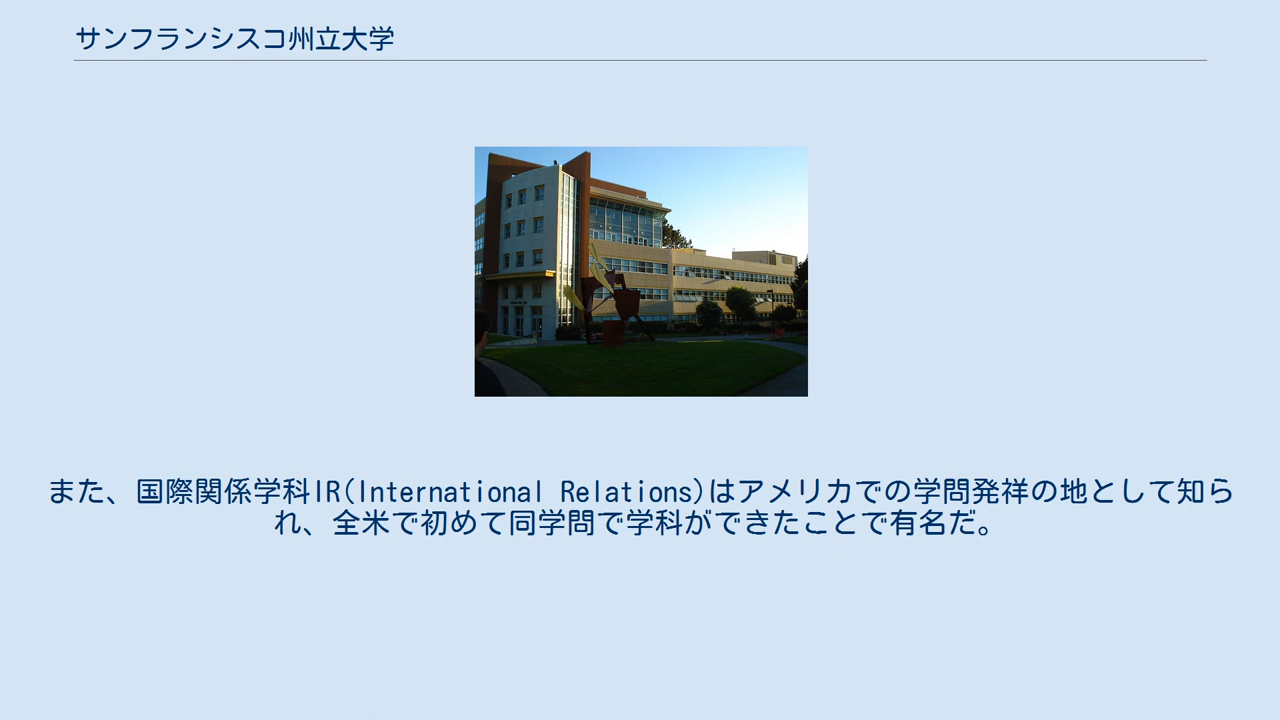 サンフランシスコ州立大学
また、国際関係学科IR(International Relations)はアメリカでの学問発祥の地として知ら
れ、全米で初めて同学問で学科ができたことで有名だ。